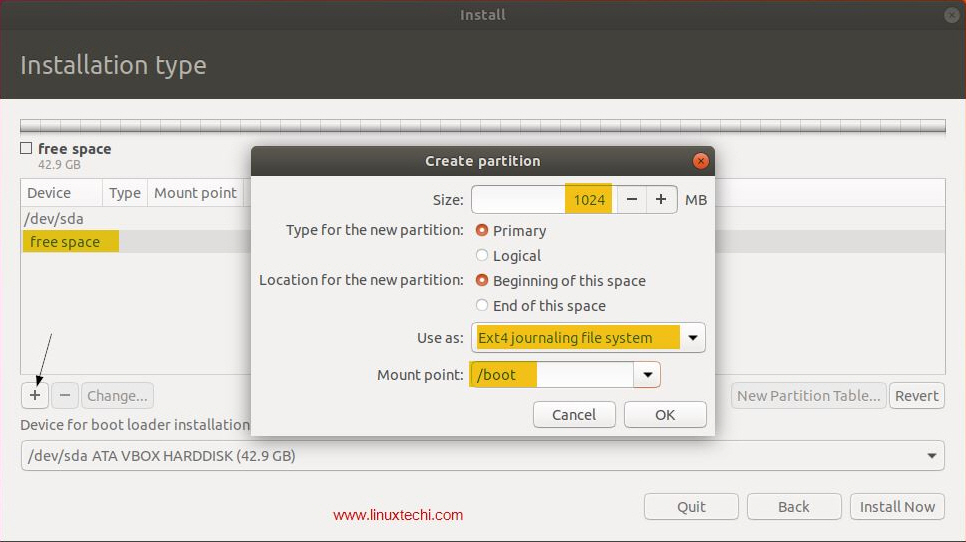 Install
Installation type
free space
42.9 GB
Create partition
Size: 1024 − + MB
Type for the new partition: Primary
Logical
Location for the new partition: Beginning of this space
End of this space
Use as: Ext4 journaling file system
Mount point: /boot
Cancel OK
Device Type Mount point
/dev/sda
free space
+ − Change... New Partition Table... Revert
Device for boot loader installation
/dev/sda ATA VBOX HARDDISK (42.9 GB)
Quit Back Install Now
www.linuxtechi.com